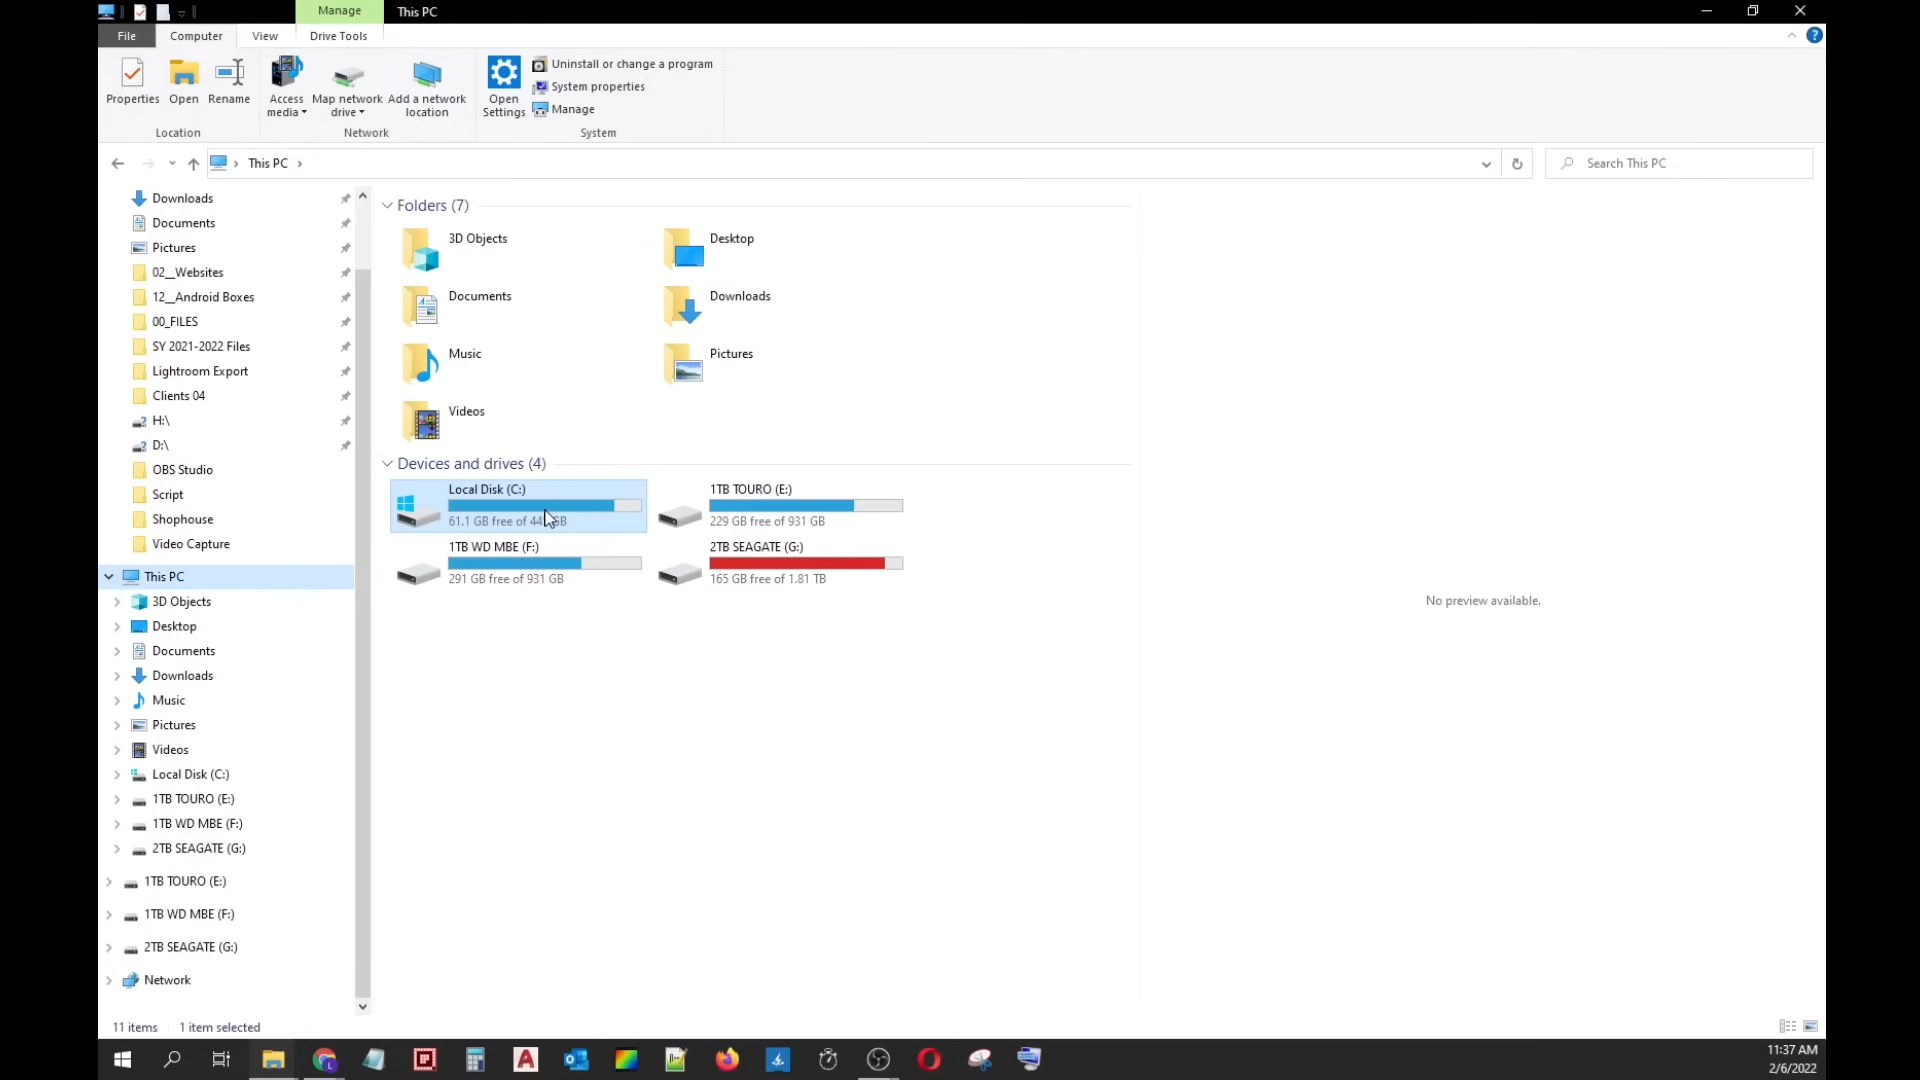 Manage
This PC
File
Computer
View
Drive Tools
Properties
Open
Rename
Access media
Map network drive
Add a network location
Open Settings
Uninstall or change a program
System properties
Manage
Location
Network
System
This PC
Search This PC
Downloads
Documents
Pictures
02__Websites
12__Android Boxes
00_FILES
SY 2021-2022 Files
Lightroom Export
Clients 04
H:\
D:\
OBS Studio
Script
Shophouse
Video Capture
This PC
3D Objects
Desktop
Documents
Downloads
Music
Pictures
Videos
Local Disk (C:)
1TB TOURO (E:)
1TB WD MBE (F:)
2TB SEAGATE (G:)
1TB TOURO (E:)
1TB WD MBE (F:)
2TB SEAGATE (G:)
Network
Folders (7)
3D Objects
Desktop
Documents
Downloads
Music
Pictures
Videos
Devices and drives (4)
Local Disk (C:)
61.1 GB free of
1TB TOURO (E:)
229 GB free of 931 GB
1TB WD MBE (F:)
291 GB free of 931 GB
2TB SEAGATE (G:)
165 GB free of 1.81 TB
No preview available.
11 items
1 item selected
11:37 AM
2/6/2022